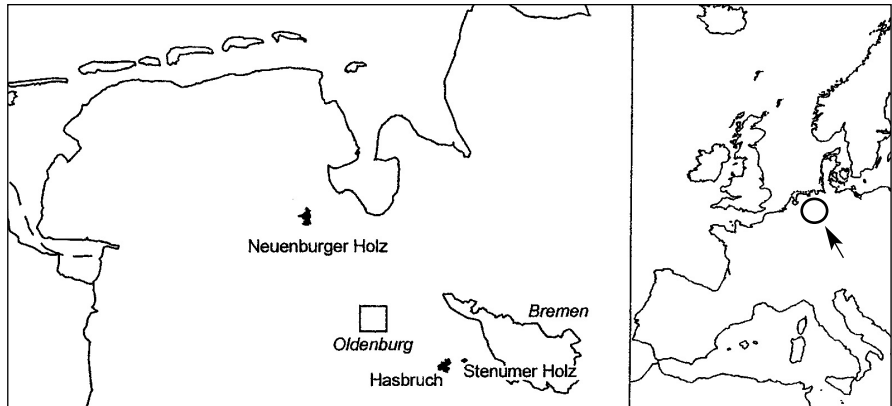 Neuenburger Holz
Bremen
Oldenburg
Hasbruch
Stenumer Holz